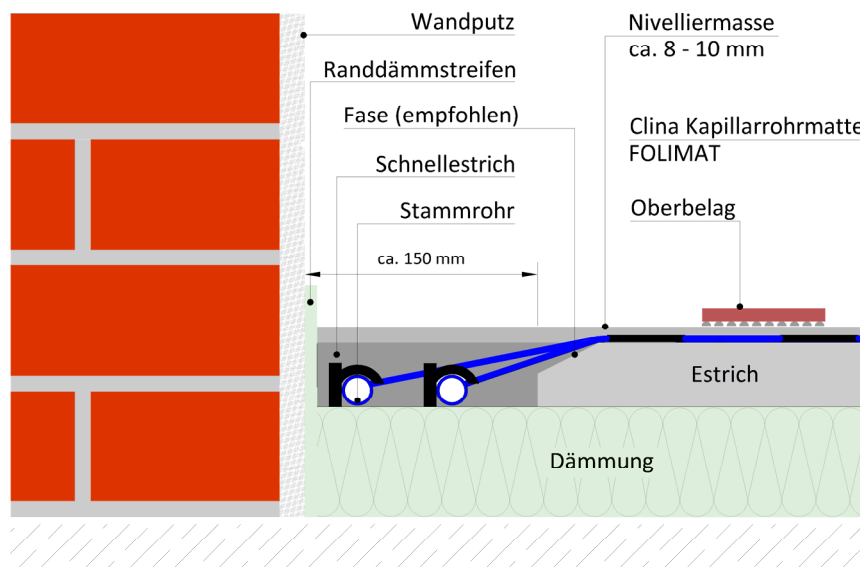 Wandputz
Randdämmstreifen
Fase (empfohlen)
Schnellestrich
Stammrohr
ca. 150 mm
Nivelliermasse
ca. 8 - 10 mm
Clina Kapillarrohrmatte
FOLIMAT
Oberbelag
Estrich
Dämmung